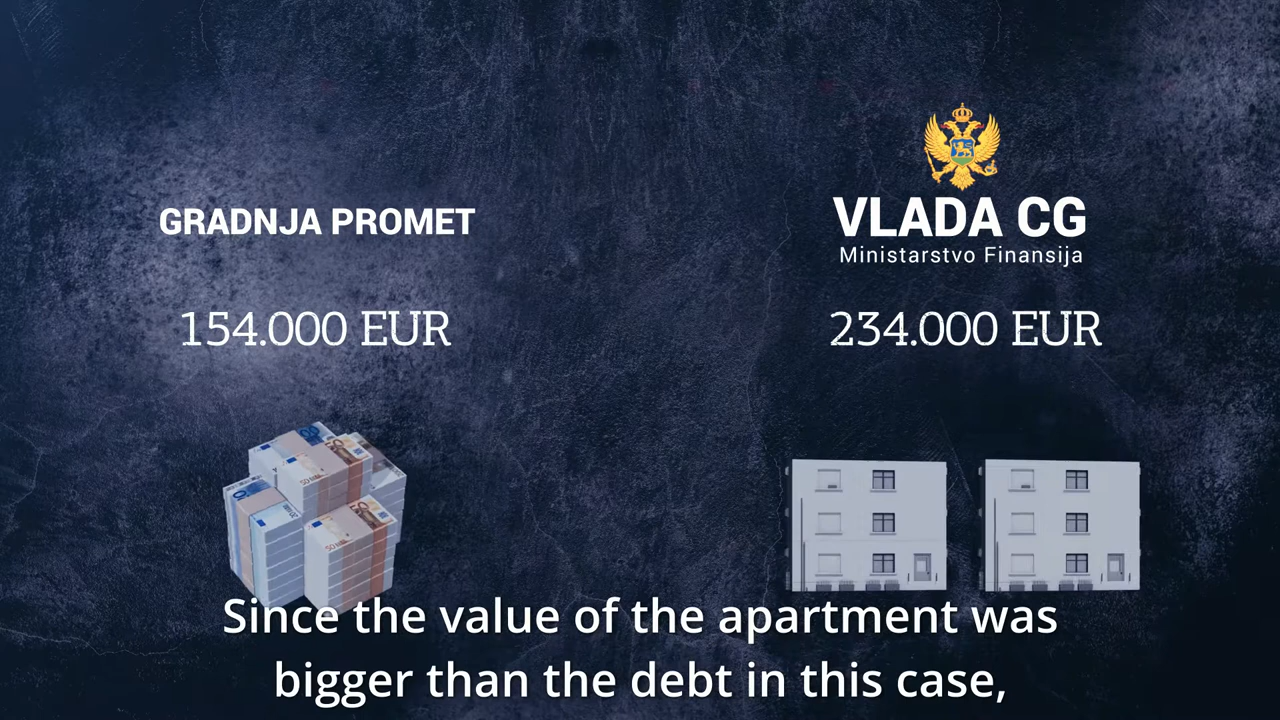 GRADNJA PROMET
154.000 EUR
VLADA CG
Ministarstvo Finansija
234.000 EUR
Since the value of the apartment was
bigger than the debt in this case,